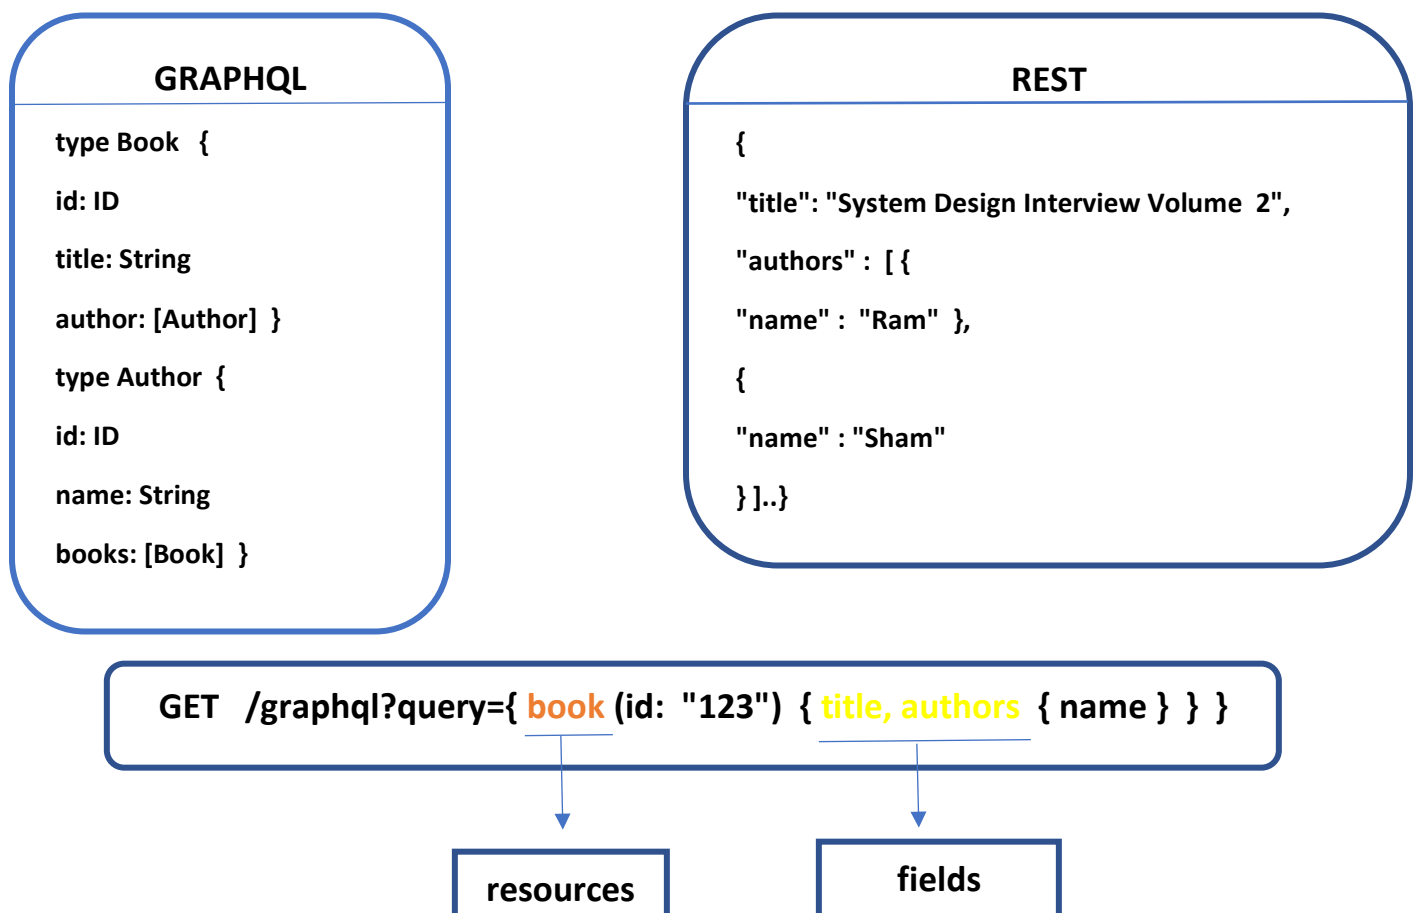 GRAPHQL
type Book {
id: ID
title: String
author: [Author] }
type Author {
id: ID
name: String
books: [Book] }
REST
{
"title": "System Design Interview Volume 2",
"authors" : [ {
"name" : "Ram" },
{
"name" : "Sham"
} ]..}
GET /graphql?query={ book (id: "123") { title, authors { name } } }
resources
fields